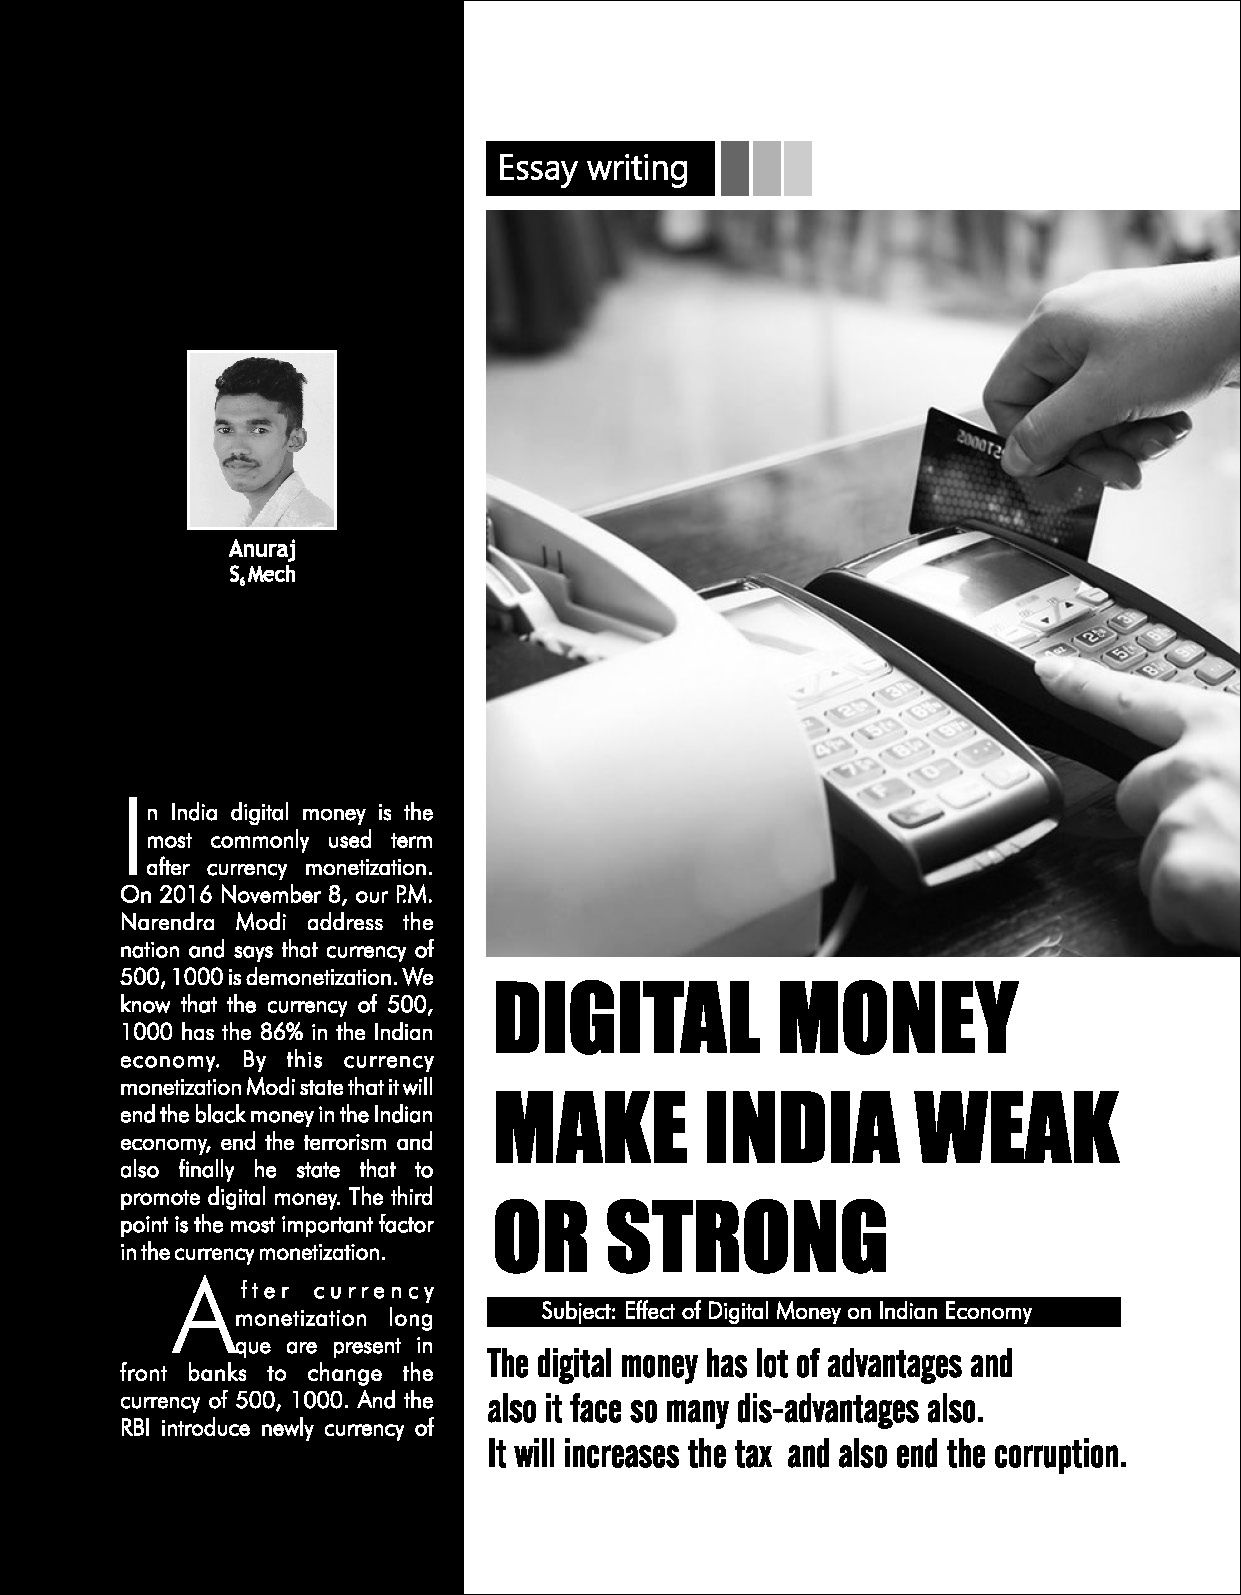 Essay writing
Anuraj
S6 Mech
In India digital money is the
most commonly used term
after currency monetization.
On 2016 November 8, our P.M.
Narendra Modi address the
nation and says that currency of
500, 1000 is demonetization. We
know that the currency of 500,
1000 has the 86% in the Indian
economy. By this currency
monetization Modi state that it will
end the black money in the Indian
economy, end the terrorism and
also finally he state that to
promote digital money. The third
point is the most important factor
in the currency monetization.
After currency
monetization long
que are present in
front banks to change the
currency of 500, 1000. And the
RBI introduce newly currency of
DIGITAL MONEY
MAKE INDIA WEAK
OR STRONG
Subject: Effect of Digital Money on Indian Economy
The digital money has lot of advantages and
also it face so many dis-advantages also.
It will increases the tax and also end the corruption.